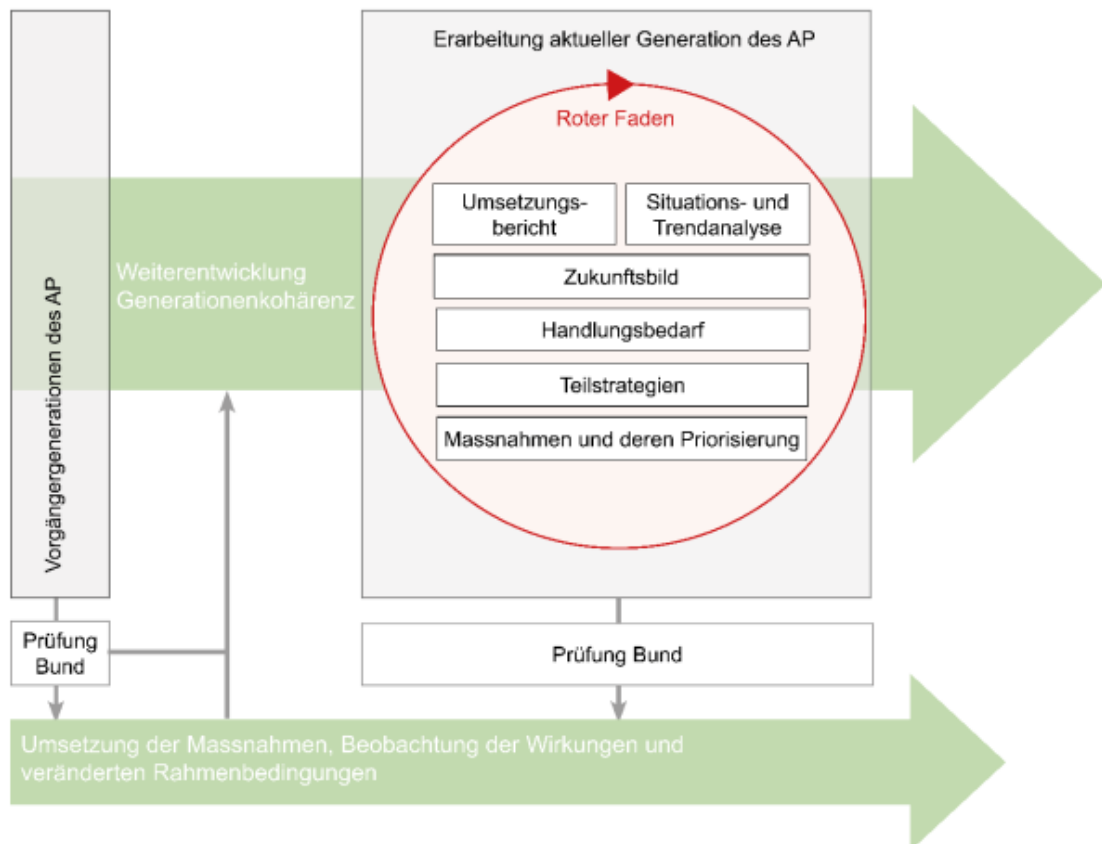 Erarbeitung aktueller Generation des AP
Roter Faden
Umsetzungs-
bericht
Situations- und
Trendanalyse
Zukunftsbild
Handlungsbedarf
Teilstrategien
Massnahmen und deren Priorisierung
Weiterentwicklung
Generationenkohärenz
Vorgängergenerationen des AP
Prüfung
Bund
Prüfung Bund
Umsetzung der Massnahmen, Beobachtung der Wirkungen und
veränderten Rahmenbedingungen